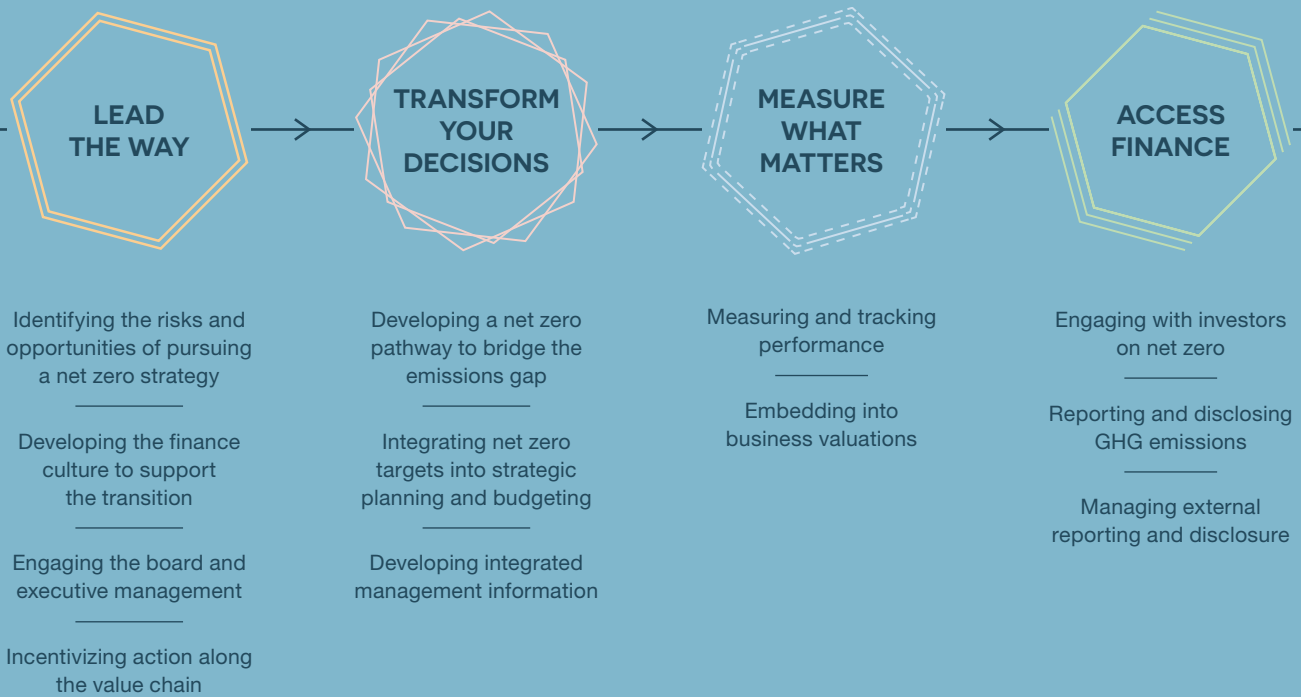 LEAD
THE WAY
TRANSFORM
YOUR
DECISIONS
MEASURE
WHAT
MATTERS
ACCESS
FINANCE
Identifying the risks and
opportunities of pursuing
a net zero strategy
Developing the finance
culture to support
the transition
Engaging the board and
executive management
Incentivizing action along
the value chain
Developing a net zero
pathway to bridge the
emissions gap
Integrating net zero
targets into strategic
planning and budgeting
Developing integrated
management information
Measuring and tracking
performance
Embedding into
business valuations
Engaging with investors
on net zero
Reporting and disclosing
GHG emissions
Managing external
reporting and disclosure